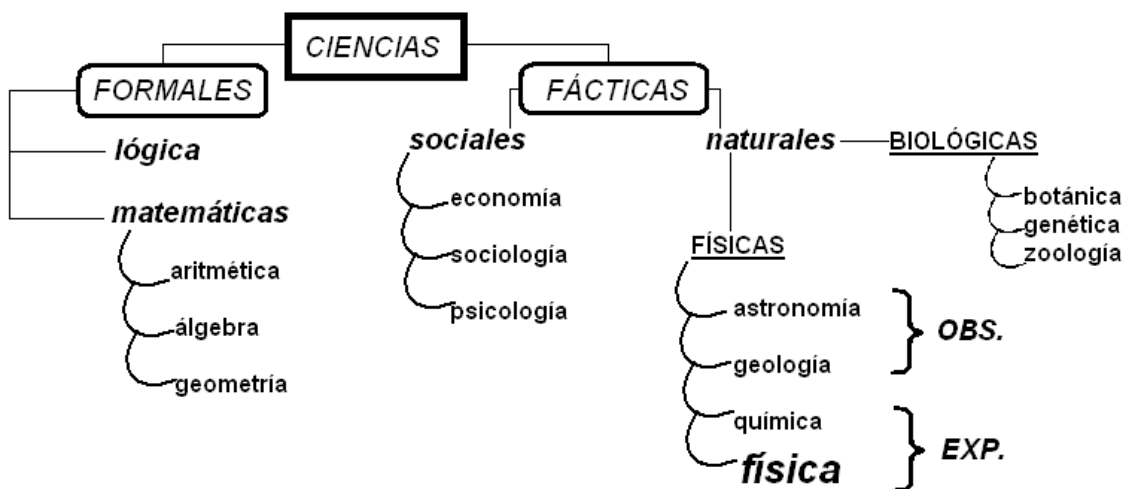 CIENCIAS
FORMALES
lógica
matemáticas
aritmética
álgebra
geometría
FÁCTICAS
sociales
economía
sociología
psicología
naturales
BIOLÓGICAS
botánica
genética
zoología
FÍSICAS
astronomía
geología
OBS.
química
física
EXP.